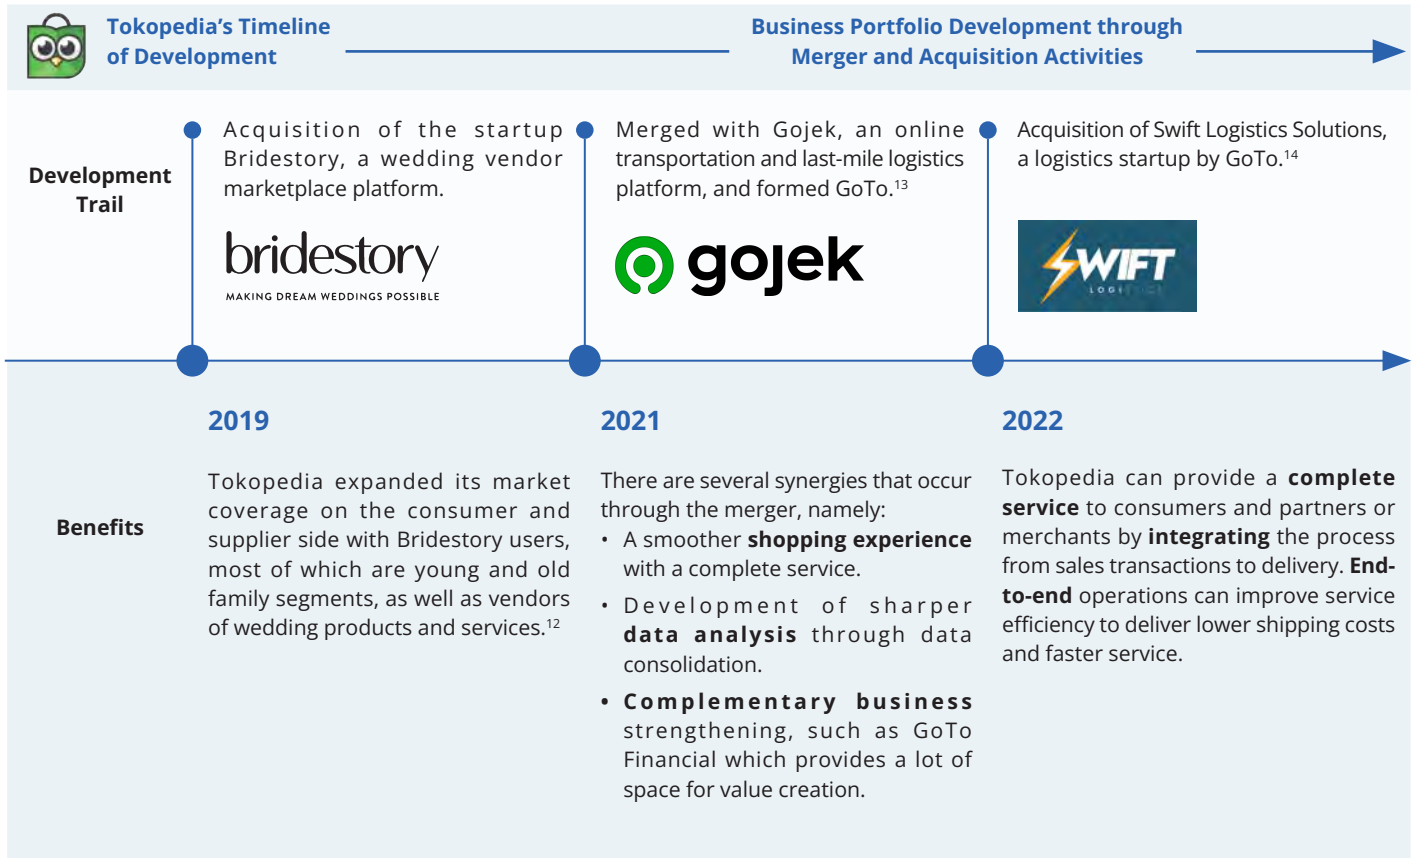 Tokopedia’s Timeline
of Development
Business Portfolio Development through
Merger and Acquisition Activities
Development
Trail
Acquisition of the startup
Bridestory, a wedding vendor
marketplace platform.
bridestory
MAKING DREAM WEDDINGS POSSIBLE
Merged with Gojek, an online
transportation and last-mile logistics
platform, and formed GoTo.13
gojek
Acquisition of Swift Logistics Solutions,
a logistics startup by GoTo.14
SWIFT
2019
2021
2022
Benefits
Tokopedia expanded its market
coverage on the consumer and
supplier side with Bridestory users,
most of which are young and old
family segments, as well as vendors
of wedding products and services.12
There are several synergies that occur
through the merger, namely:
• A smoother shopping experience
with a complete service.
• Development of sharper
data analysis through data
consolidation.
• Complementary business
strengthening, such as GoTo
Financial which provides a lot of
space for value creation.
Tokopedia can provide a complete
service to consumers and partners or
merchants by integrating the process
from sales transactions to delivery. End-
to-end operations can improve service
efficiency to deliver lower shipping costs
and faster service.